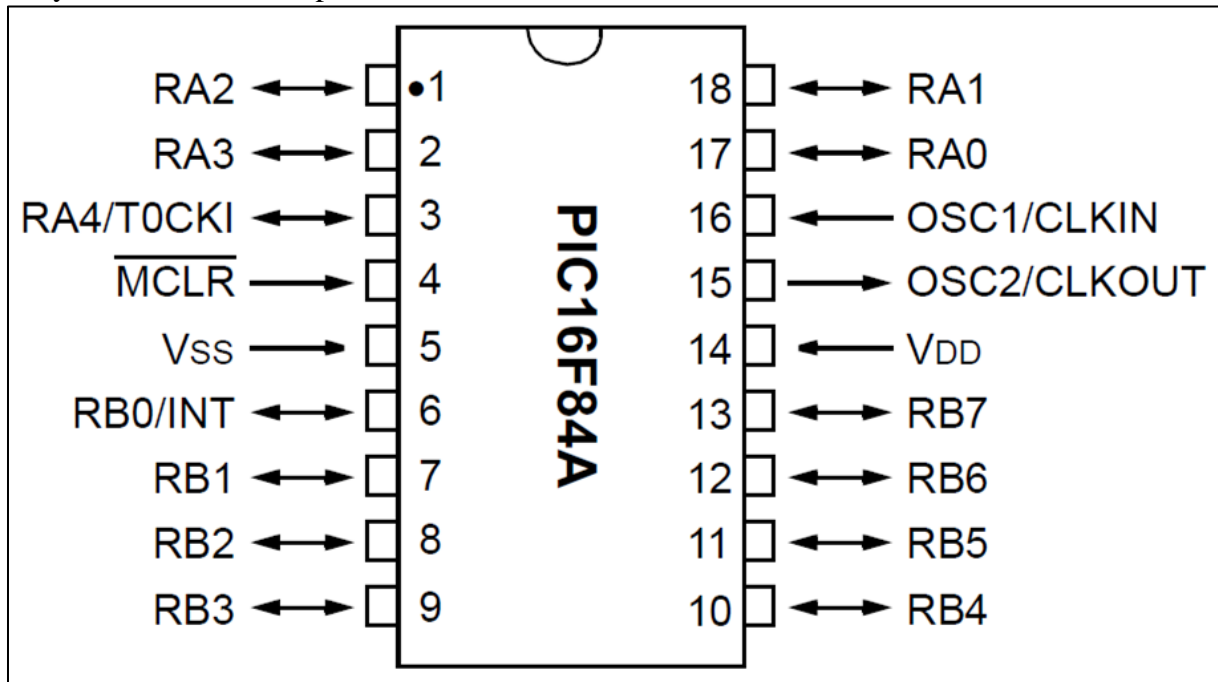 RA2 •1 18 RA1
RA3 2 17 RA0
RA4/T0CKI 3 16 OSC1/CLKIN
MCLR 4 15 OSC2/CLKOUT
VSS 5 14 VDD
RB0/INT 6 13 RB7
RB1 7 12 RB6
RB2 8 11 RB5
RB3 9 10 RB4
PIC16F84A